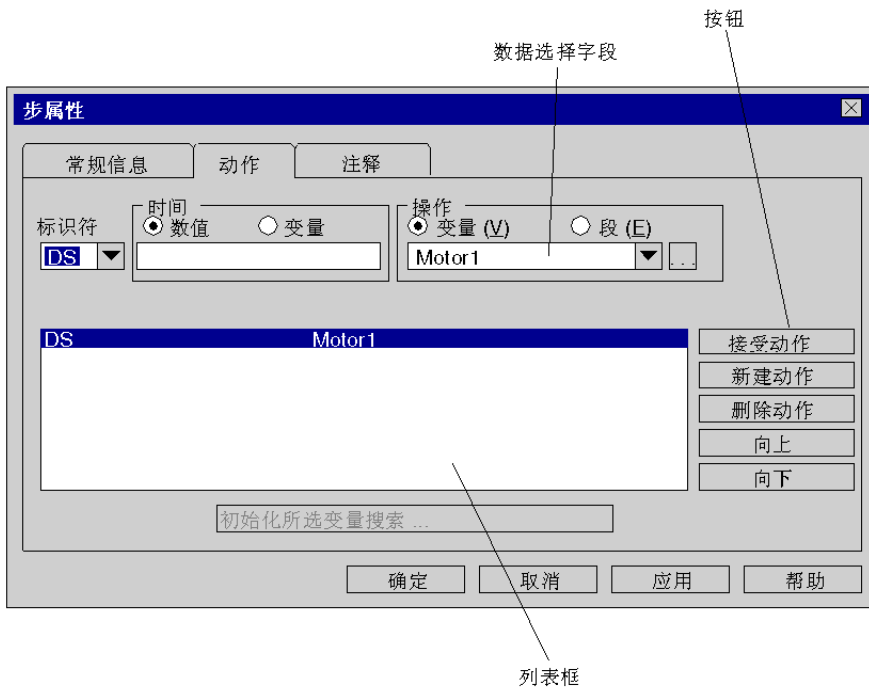 按钮
数据选择字段
步属性
常规信息 动作 注释
时间 操作
标识符 数值 变量 变量 (V) 段 (E)
DS Motor1 ...
DS Motor1
接受动作
新建动作
删除动作
向上
向下
初始化所选变量搜索 ...
确定 取消 应用 帮助
列表框